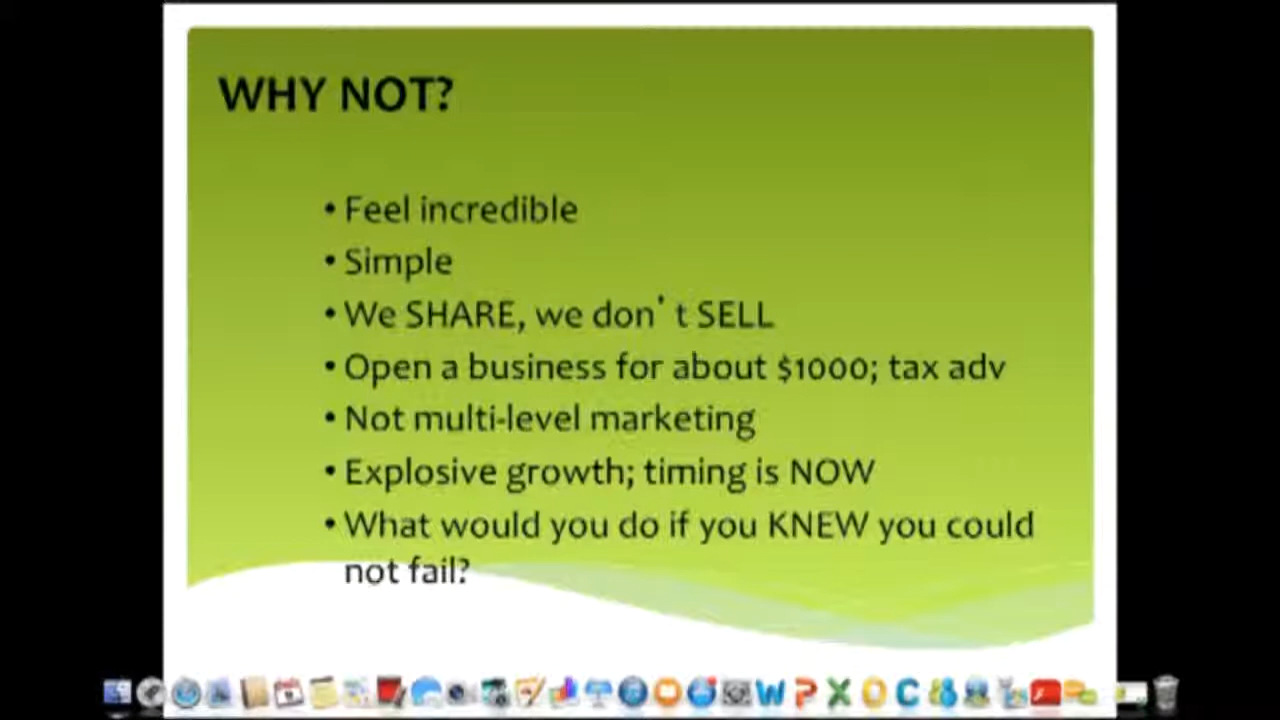 WHY NOT?
• Feel incredible
• Simple
• We SHARE, we don’ t SELL
• Open a business for about $1000; tax adv
• Not multi-level marketing
• Explosive growth; timing is NOW
• What would you do if you KNEW you could
not fail?